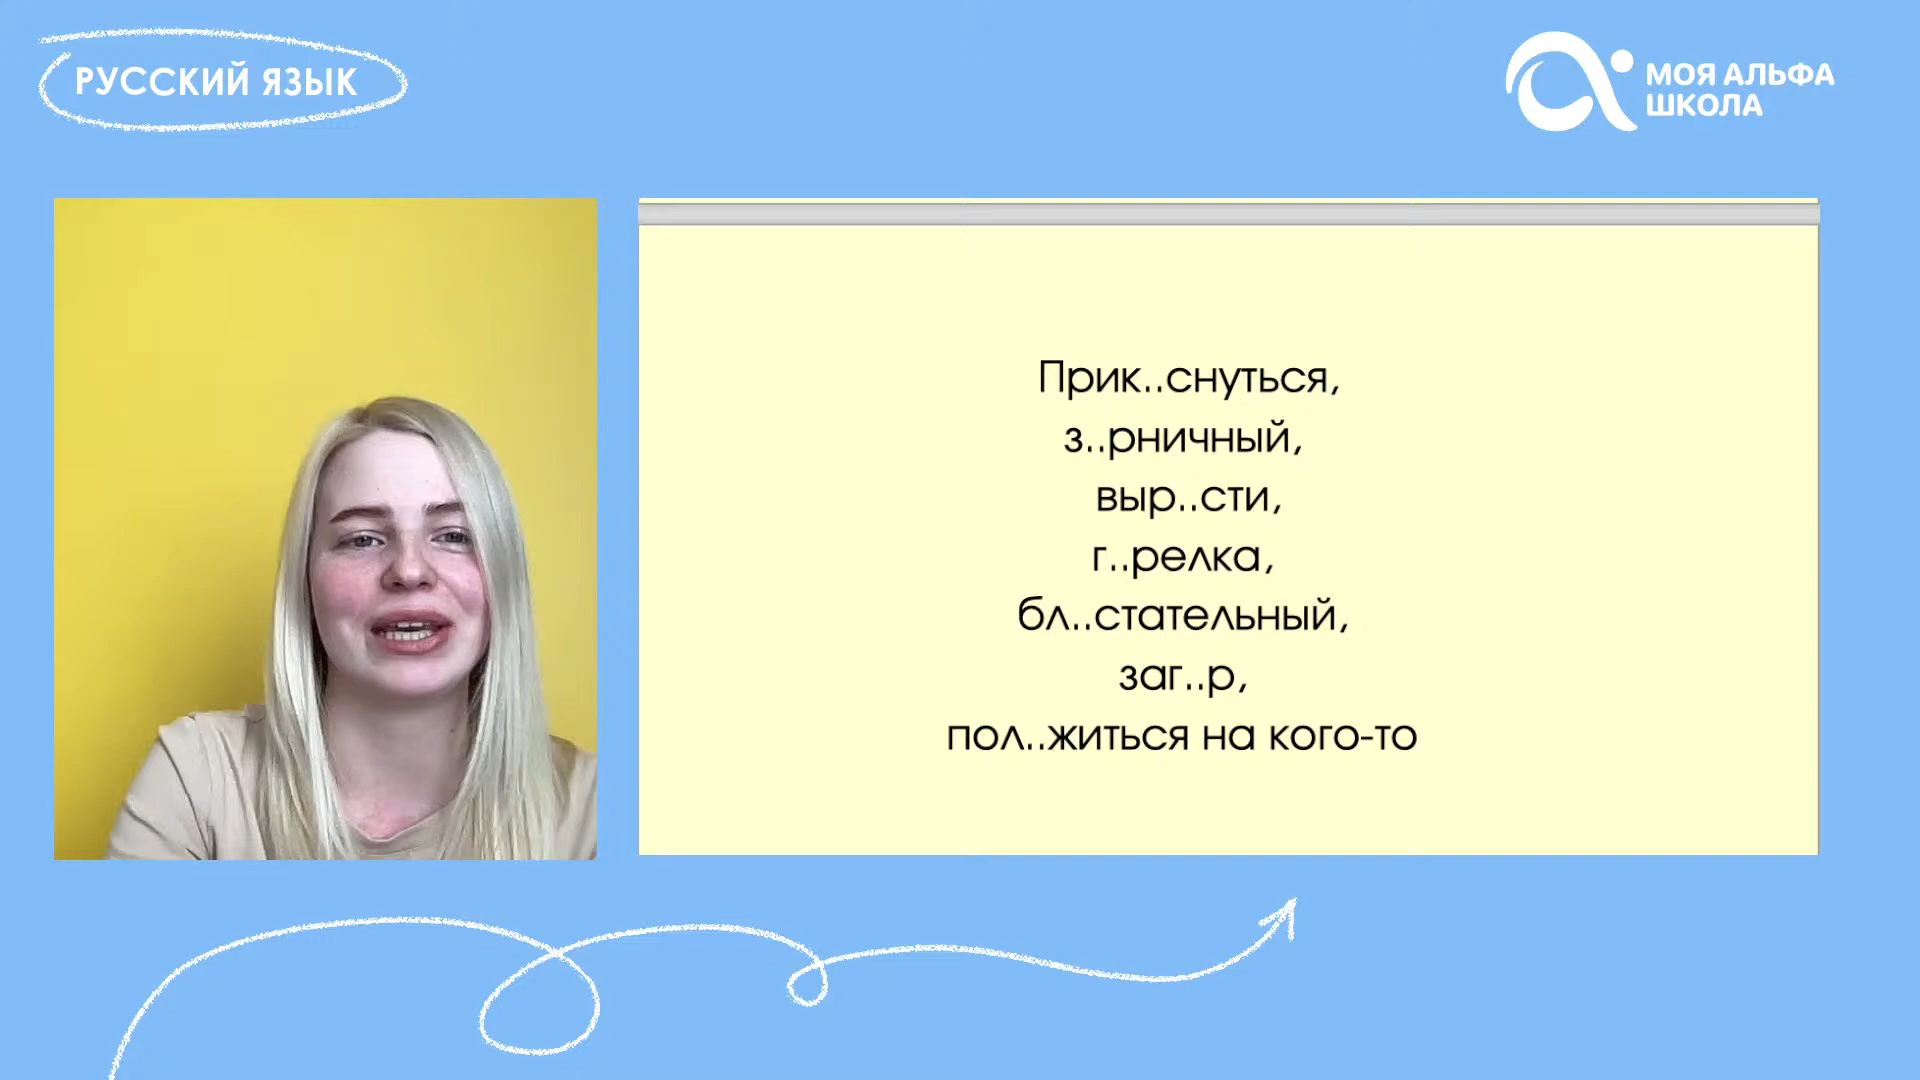 РУССКИЙ ЯЗЫК
МОЯ АЛЬФА
ШКОЛА
Прик..снуться,
з..рничный,
выр..сти,
г..релка,
бл..стательный,
заг..р,
пол..житься на кого-то